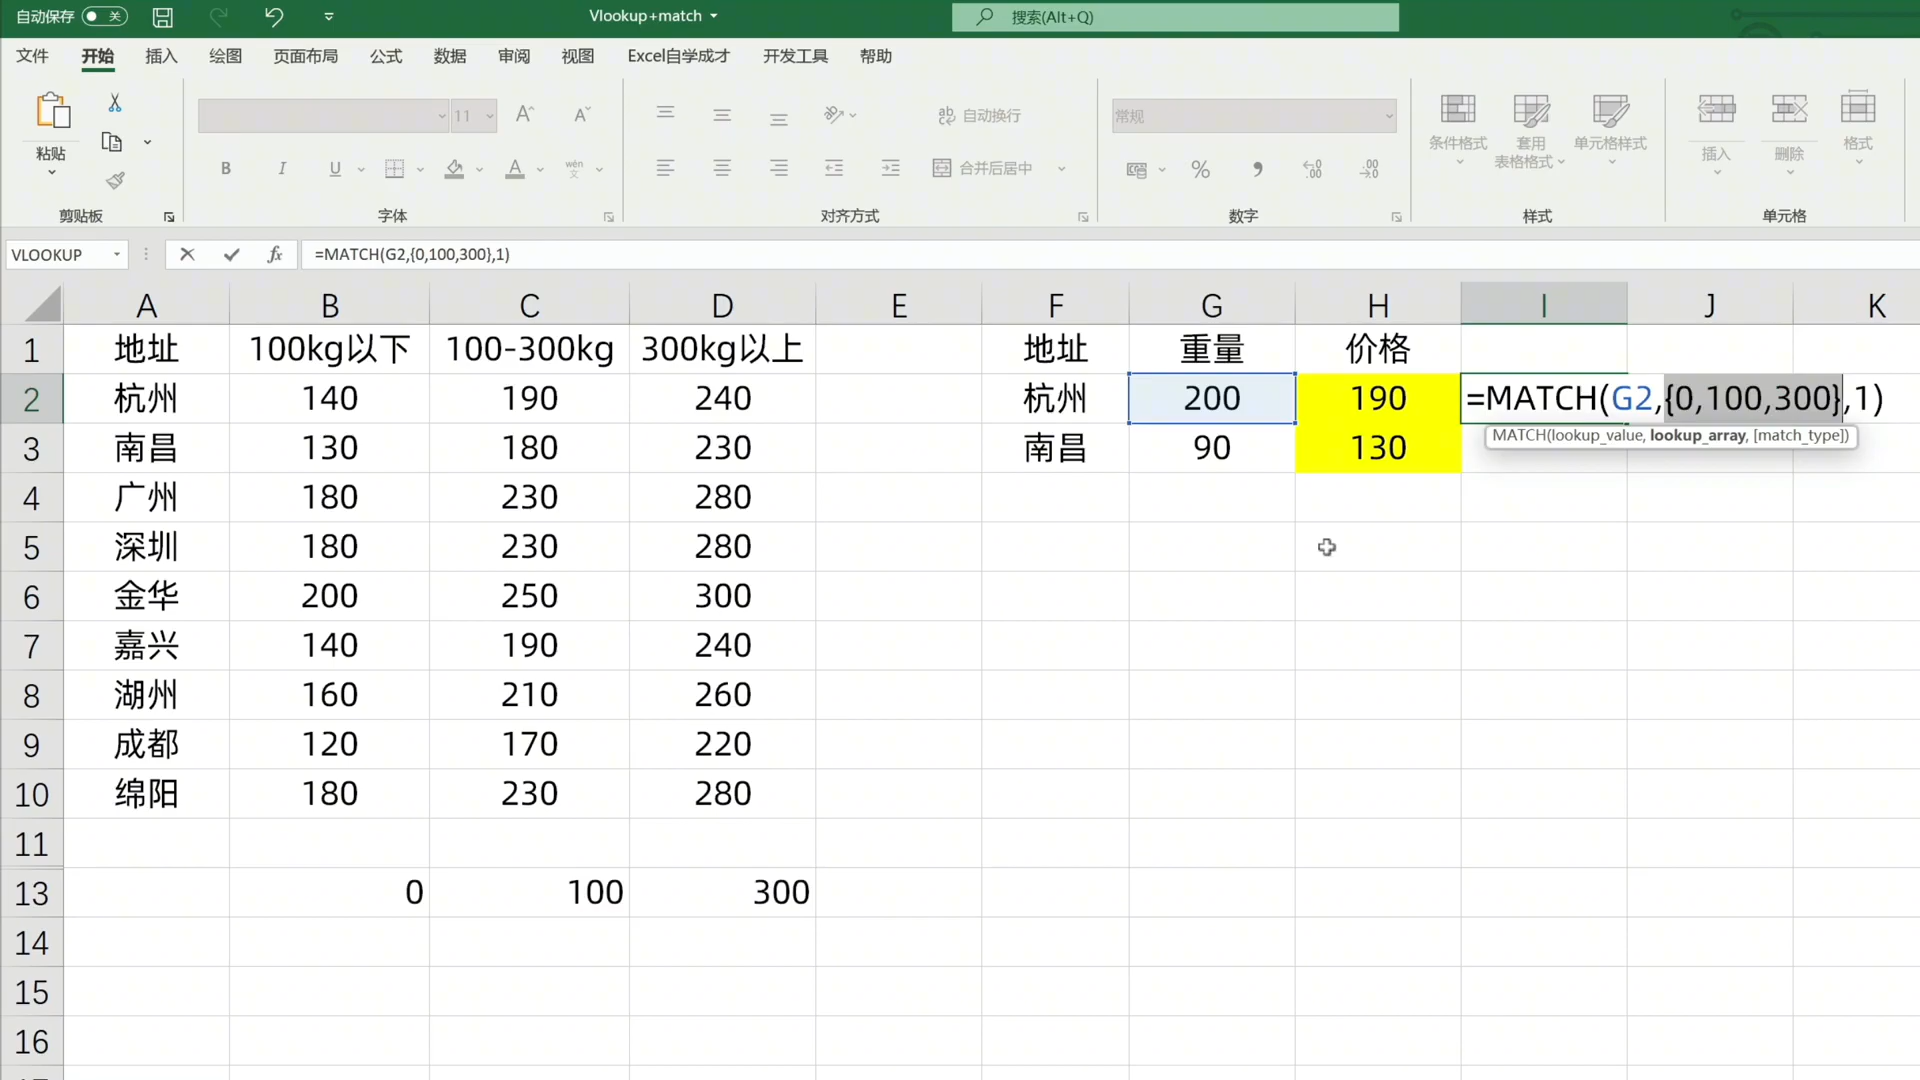 自动保存 关
Vlookup+match
搜索(Alt+Q)
文件 开始 插入 绘图 页面布局 公式 数据 审阅 视图 Excel自学成才 开发工具 帮助
11 A^ A˅ ab 自动换行 常规
粘贴 条件格式 套用 单元格样式 插入 删除 格式
表格格式
B I U A wén 文 合并后居中 % , .00
剪贴板 字体 对齐方式 数字 样式 单元格
VLOOKUP fx =MATCH(G2,{0,100,300},1)
A B C D E F G H I J K
1 地址 100kg以下 100-300kg 300kg以上 地址 重量 价格
2 杭州 140 190 240 杭州 200 190 =MATCH(G2,{0,100,300},1)
MATCH(lookup_value, lookup_array, [match_type])
3 南昌 130 180 230 南昌 90 130
4 广州 180 230 280
5 深圳 180 230 280
6 金华 200 250 300
7 嘉兴 140 190 240
8 湖州 160 210 260
9 成都 120 170 220
10 绵阳 180 230 280
11
13 0 100 300
14
15
16